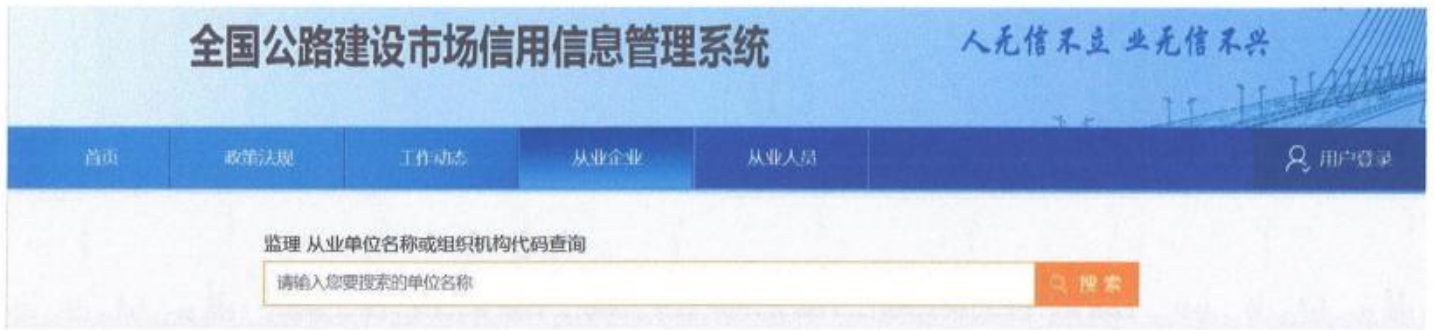 全国公路建设市场信用信息管理系统
人无信不立 业无信不兴
首页 政策法规 工作动态 从业企业 从业人员 用户登录
监理 从业单位名称或组织机构代码查询
请输入您要搜索的单位名称 搜索